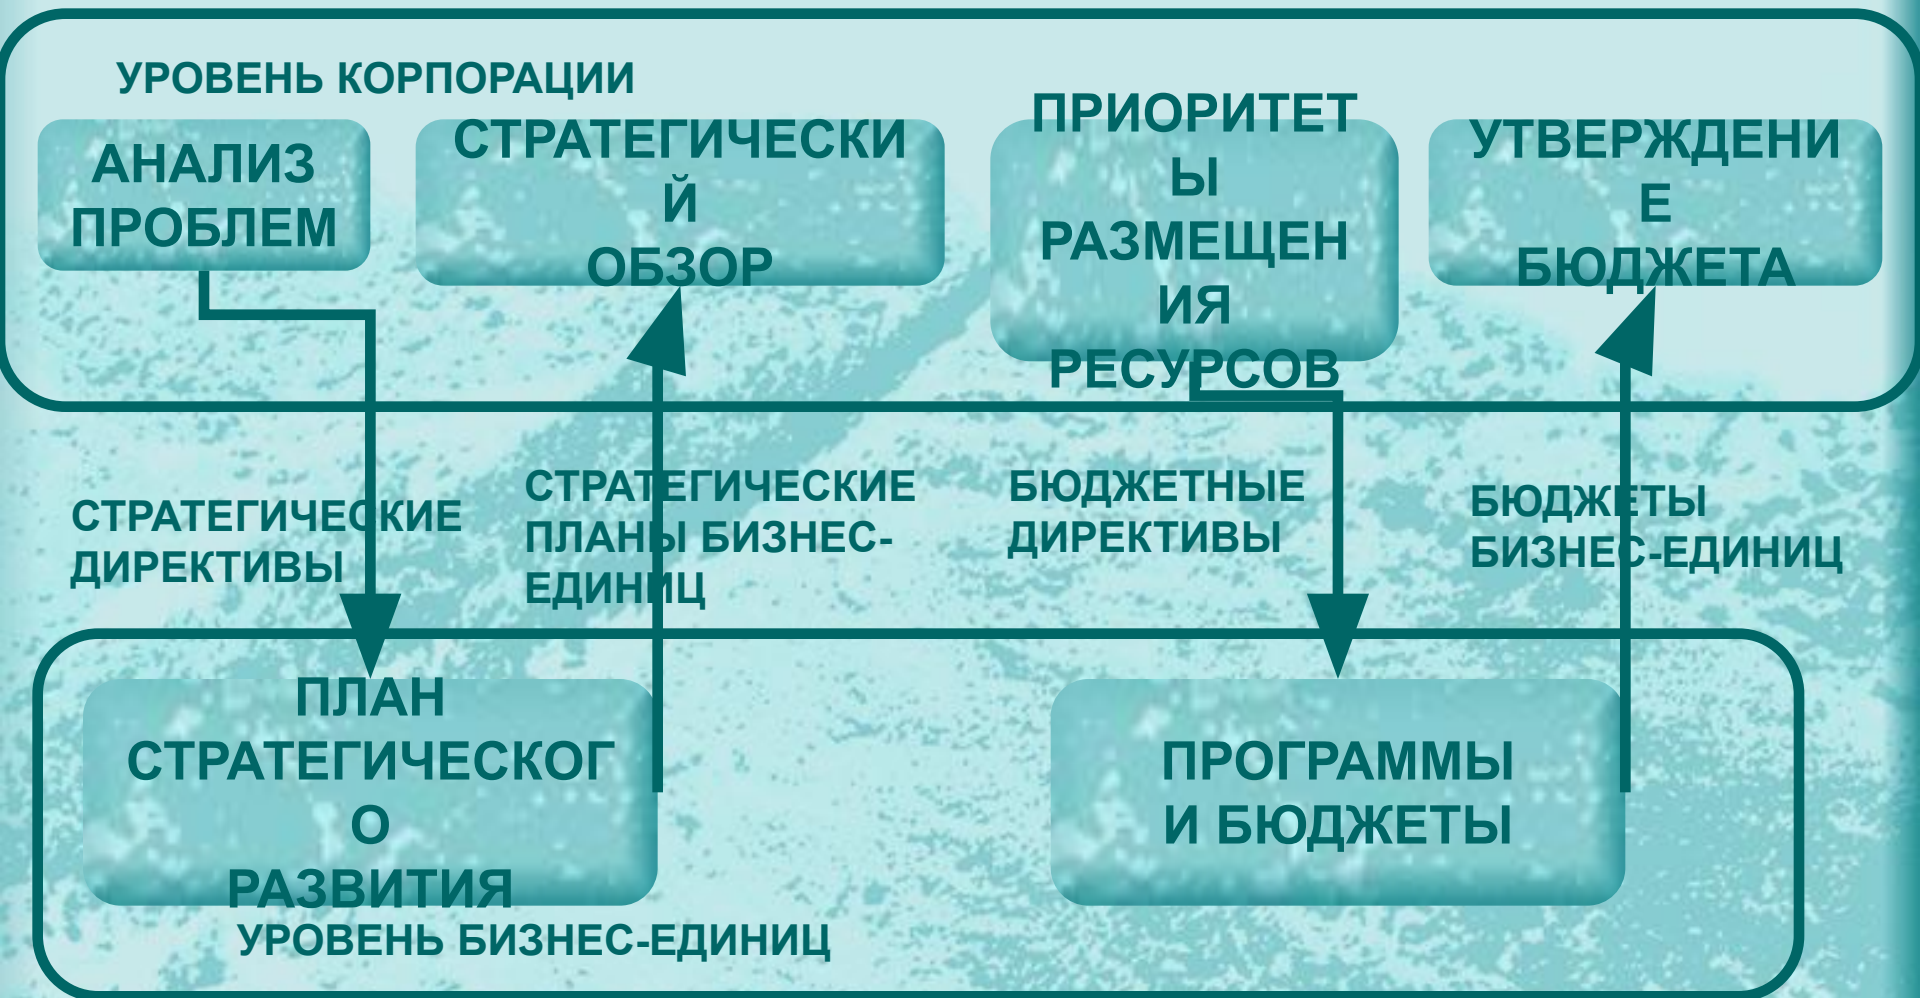 УРОВЕНЬ КОРПОРАЦИИ
АНАЛИЗ
ПРОБЛЕМ
СТРАТЕГИЧЕСКИ
Й
ОБЗОР
ПРИОРИТЕТ
Ы
РАЗМЕЩЕН
ИЯ
РЕСУРСОВ
УТВЕРЖДЕНИ
Е
БЮДЖЕТА
СТРАТЕГИЧЕСКИЕ
ДИРЕКТИВЫ
СТРАТЕГИЧЕСКИЕ
ПЛАНЫ БИЗНЕС-
ЕДИНИЦ
БЮДЖЕТНЫЕ
ДИРЕКТИВЫ
БЮДЖЕТЫ
БИЗНЕС-ЕДИНИЦ
ПЛАН
СТРАТЕГИЧЕСКОГ
О
РАЗВИТИЯ
ПРОГРАММЫ
И БЮДЖЕТЫ
УРОВЕНЬ БИЗНЕС-ЕДИНИЦ